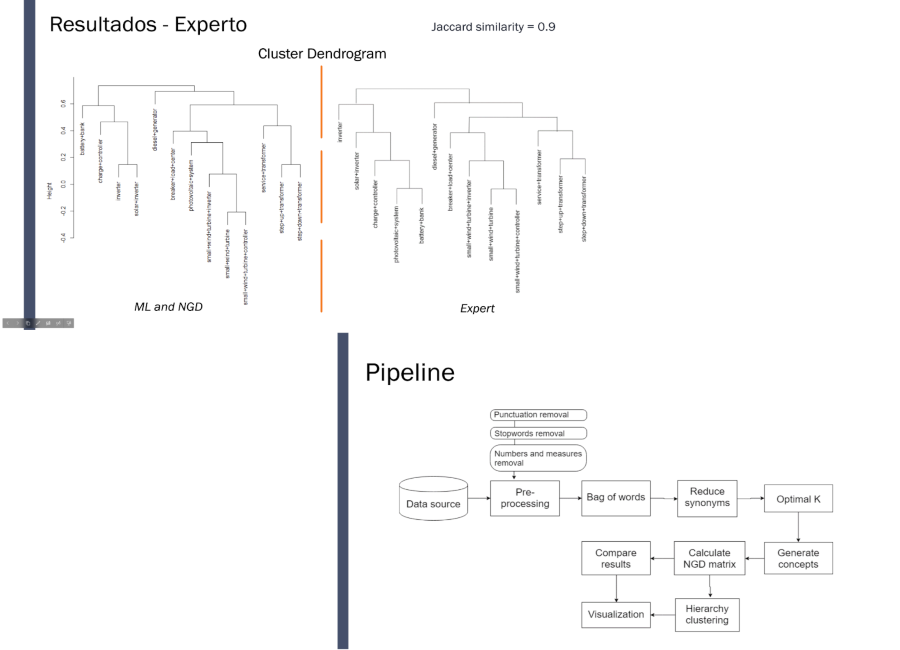 Resultados - Experto
Jaccard similarity = 0.9
Cluster Dendrogram
Height
0.6
0.4
0.2
0.0
-0.2
-0.4
battery+bank
charge+controller
inverter
solar+inverter
diesel+generator
breaker+load+center
photovoltaic+system
small+wind+turbine+inverter
small+wind+turbine
small+wind+turbine+controller
service+transformer
step+up+transformer
step+down+transformer
inverter
solar+inverter
charge+controller
photovoltaic+system
battery+bank
diesel+generator
breaker+load+center
small+wind+turbine+inverter
small+wind+turbine
small+wind+turbine+controller
service+transformer
step+up+transformer
step+down+transformer
ML and NGD
Expert
Pipeline
Punctuation removal
Stopwords removal
Numbers and measures
removal
Data source
Pre-
processing
Bag of words
Reduce
synonyms
Optimal K
Compare
results
Calculate
NGD matrix
Generate
concepts
Visualization
Hierarchy
clustering